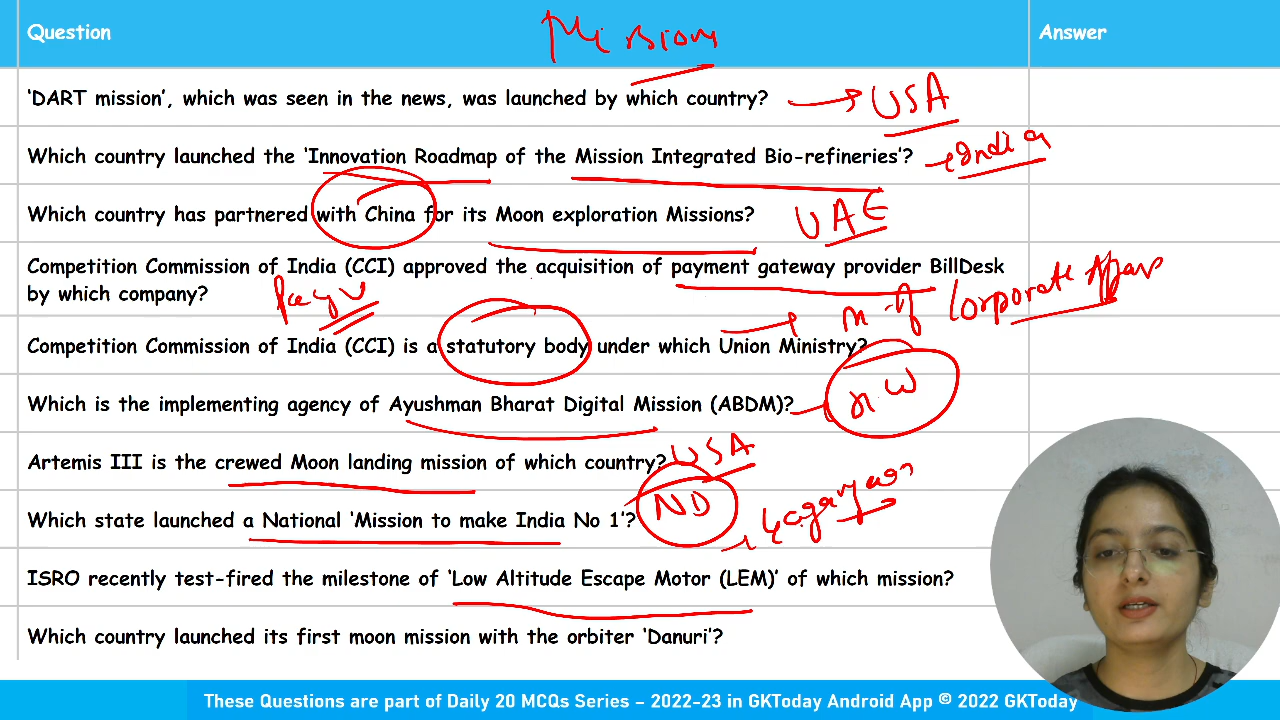 Question
Mission
Answer
'DART mission', which was seen in the news, was launched by which country?
USA
Which country launched the 'Innovation Roadmap of the Mission Integrated Bio-refineries'?
India
Which country has partnered with China for its Moon exploration Missions?
UAE
Competition Commission of India (CCI) approved the acquisition of payment gateway provider BillDesk
by which company?
PayU
Competition Commission of India (CCI) is a statutory body under which Union Ministry?
M of Corporate
Which is the implementing agency of Ayushman Bharat Digital Mission (ABDM)?
Artemis III is the crewed Moon landing mission of which country?
USA
Which state launched a National 'Mission to make India No 1'?
ND
ISRO recently test-fired the milestone of 'Low Altitude Escape Motor (LEM)' of which mission?
Which country launched its first moon mission with the orbiter 'Danuri'?
These Questions are part of Daily 20 MCQs Series – 2022-23 in GKToday Android App © 2022 GKToday